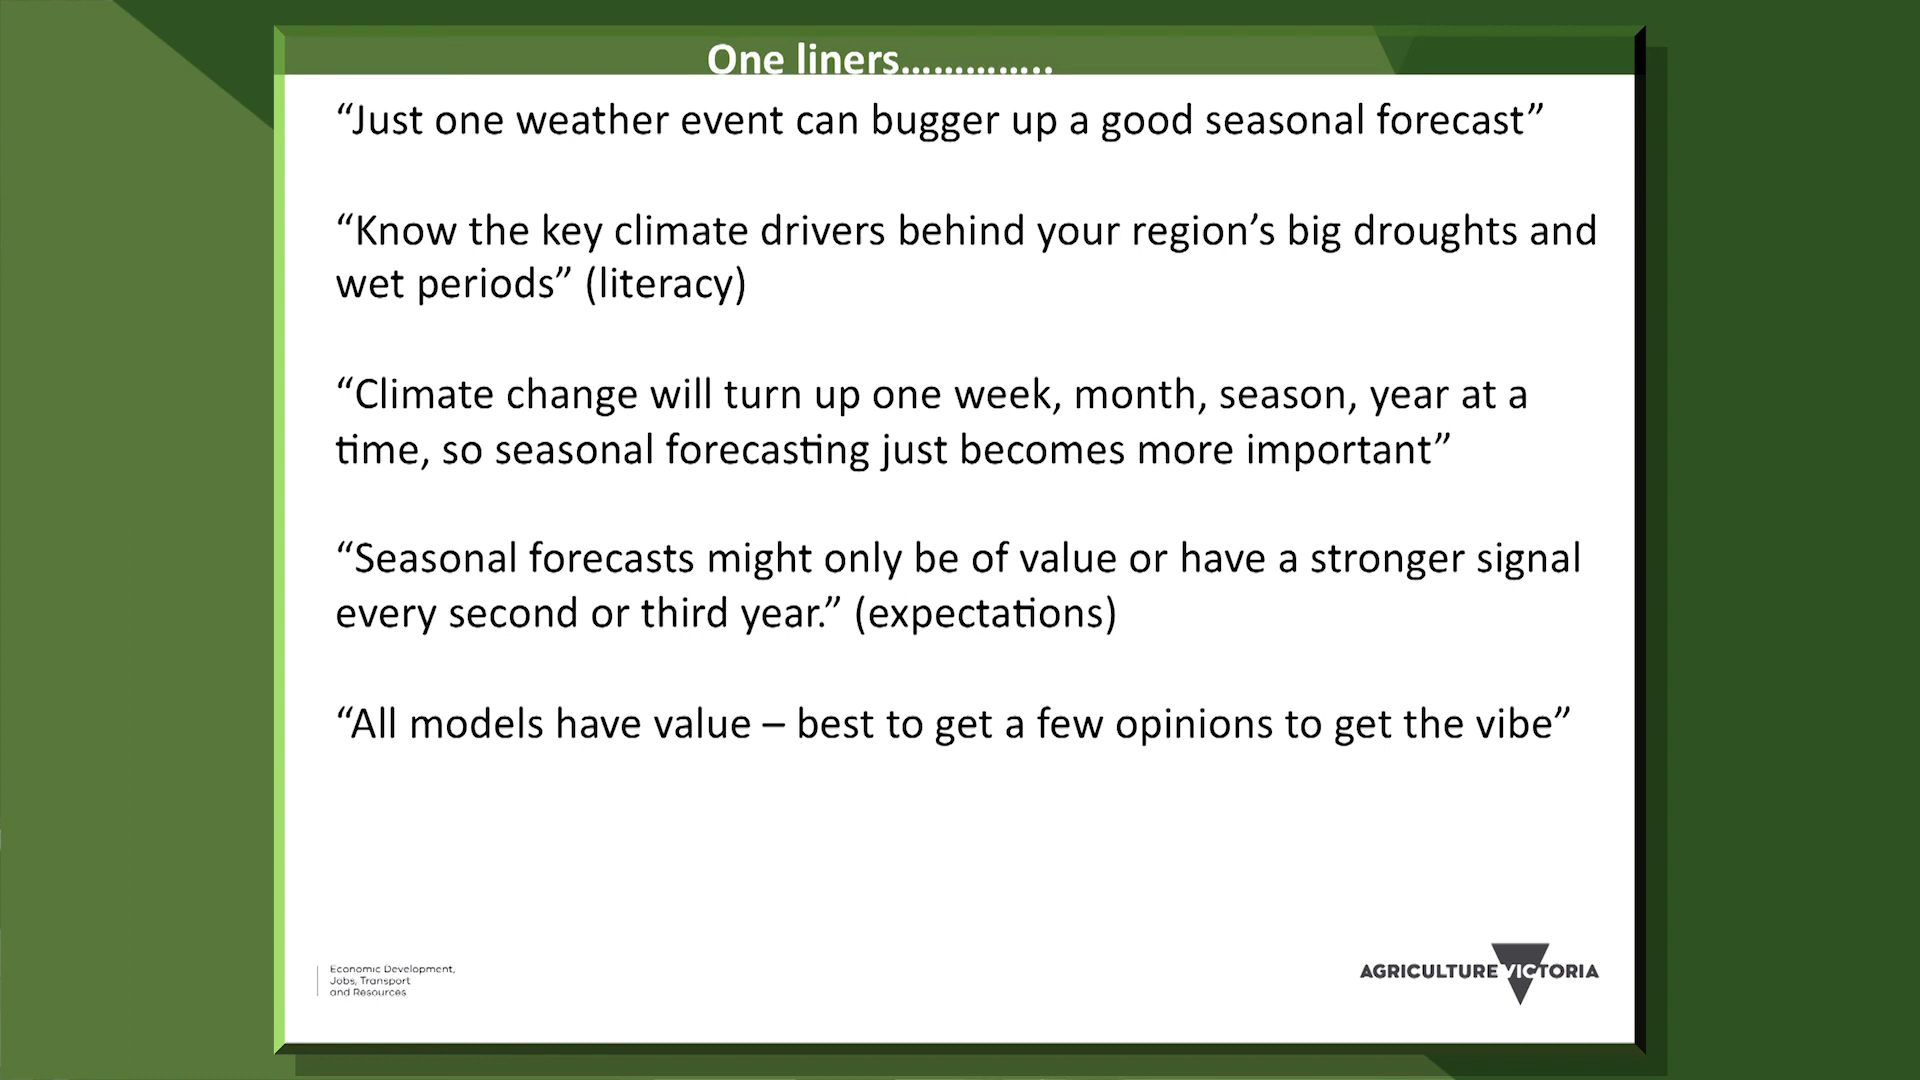 One liners…………..
“Just one weather event can bugger up a good seasonal forecast”
“Know the key climate drivers behind your region’s big droughts and
wet periods” (literacy)
“Climate change will turn up one week, month, season, year at a
time, so seasonal forecasting just becomes more important”
“Seasonal forecasts might only be of value or have a stronger signal
every second or third year.” (expectations)
“All models have value – best to get a few opinions to get the vibe”
Economic Development,
Jobs, Transport
and Resources
AGRICULTURE VICTORIA